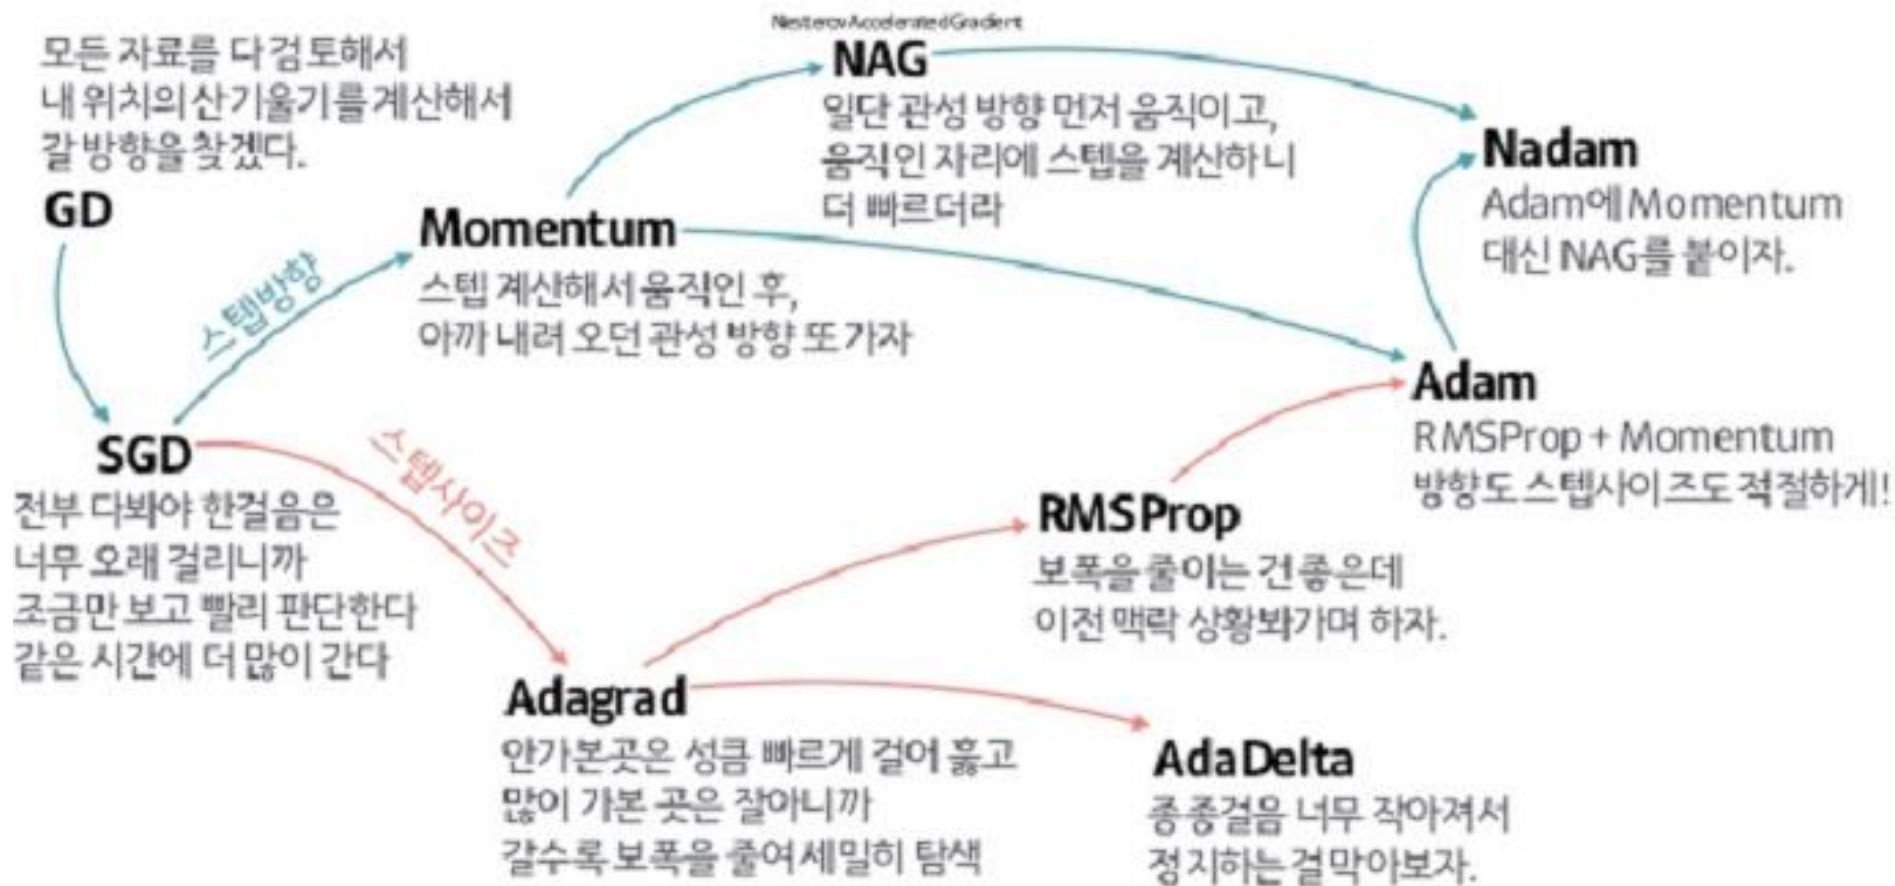 모든 자료를 다 검토해서
내 위치의 산기울기를 계산해서
갈 방향을 찾겠다.
GD
스텝방향
SGD
전부 다봐야 한걸음은
너무 오래 걸리니까
조금만 보고 빨리 판단한다
같은 시간에 더 많이 간다
Momentum
스텝 계산해서 움직인 후,
아까 내려 오던 관성 방향 또 가자
Nesterov Accelerated Gradient
NAG
일단 관성 방향 먼저 움직이고,
움직인 자리에 스텝을 계산하니
더 빠르더라
Nadam
Adam에 Momentum
대신 NAG를 붙이자.
Adam
RMSProp + Momentum
방향도 스텝사이즈도 적절하게!
스텝사이즈
Adagrad
안가본곳은 성큼 빠르게 걸어 훑고
많이 가본 곳은 잘아니까
갈수록 보폭을 줄여 세밀히 탐색
RMSProp
보폭을 줄이는 건 좋은데
이전 맥락 상황봐가며 하자.
AdaDelta
종종걸음 너무 작아져서
정지하는걸 막아보자.